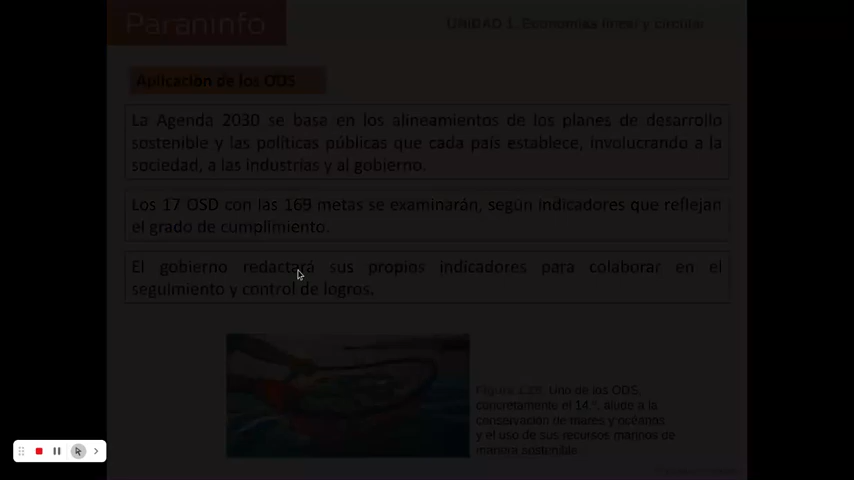 Paraninfo
UNIDAD 1. Economías lineal y circular
Aplicación de los ODS
La Agenda 2030 se basa en los alineamientos de los planes de desarrollo
sostenible y las políticas públicas que cada país establece, involucrando a la
sociedad, a las industrias y al gobierno.
Los 17 OSD con las 169 metas se examinarán, según indicadores que reflejan
el grado de cumplimiento.
El gobierno redactará sus propios indicadores para colaborar en el
seguimiento y control de logros.
Uno de los ODS,
concretamente el 14.º, alude a la
conservación de mares y océanos
y el uso de sus recursos marinos de
manera sostenible.